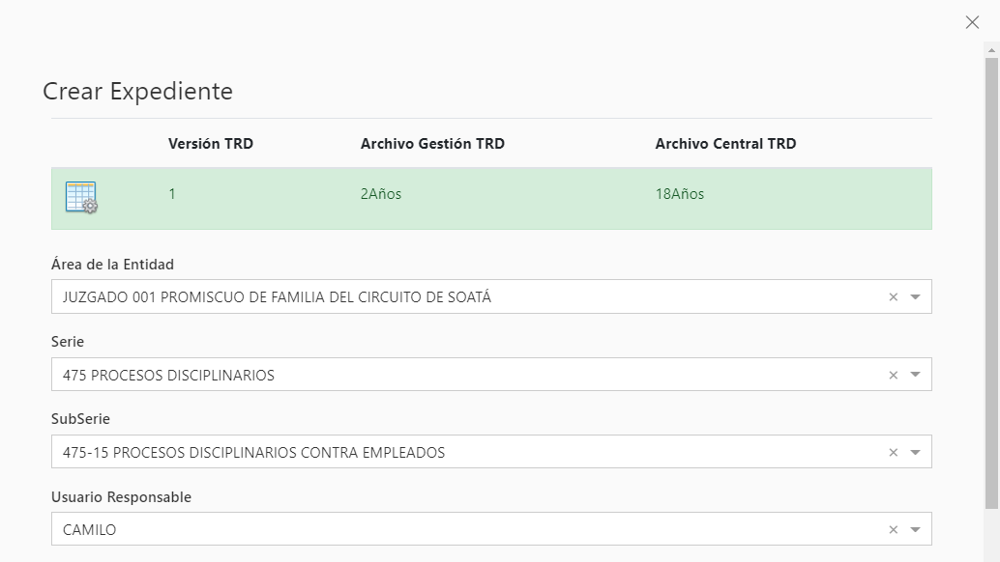 Crear Expediente
Versión TRD Archivo Gestión TRD Archivo Central TRD
1 2Años 18Años
Área de la Entidad
JUZGADO 001 PROMISCUO DE FAMILIA DEL CIRCUITO DE SOATÁ
Serie
475 PROCESOS DISCIPLINARIOS
SubSerie
475-15 PROCESOS DISCIPLINARIOS CONTRA EMPLEADOS
Usuario Responsable
CAMILO